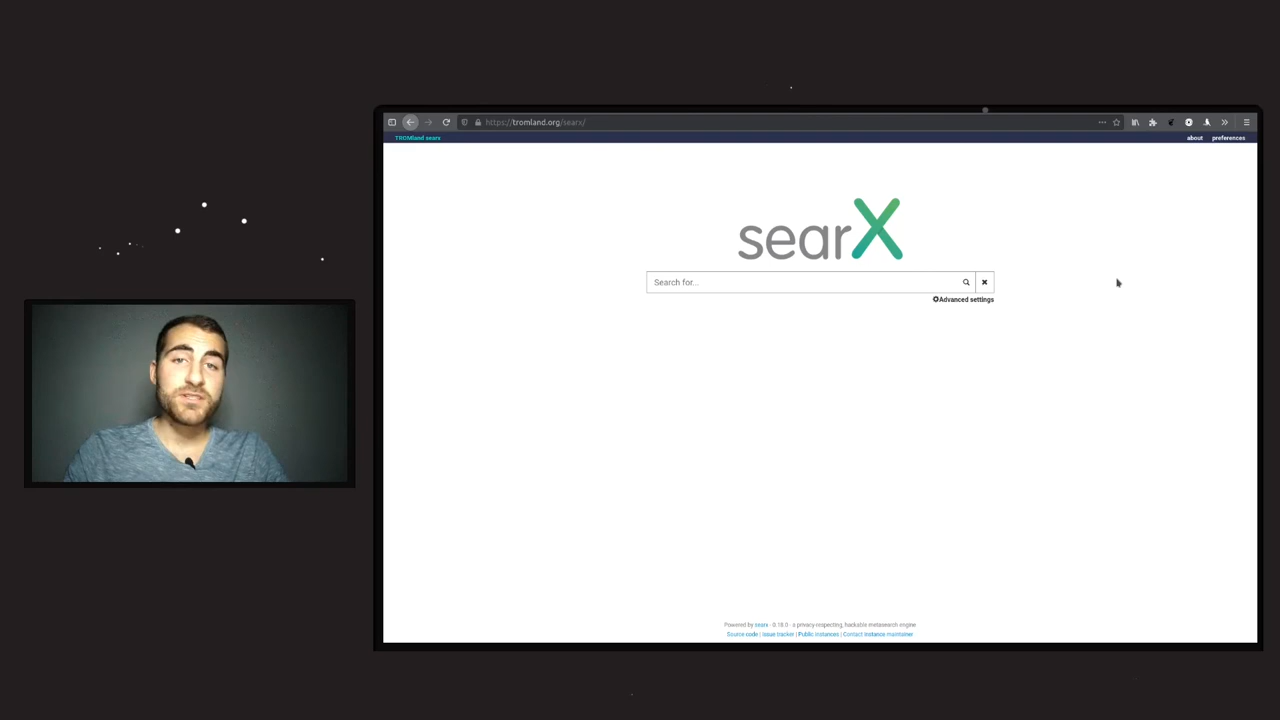 https://tromland.org/searx/
TROMland searx
about preferences
searX
Search for...
Advanced settings
Powered by searx - 0.18.0 - a privacy-respecting, hackable metasearch engine
Source code | Issue tracker | Public instances | Contact instance maintainer